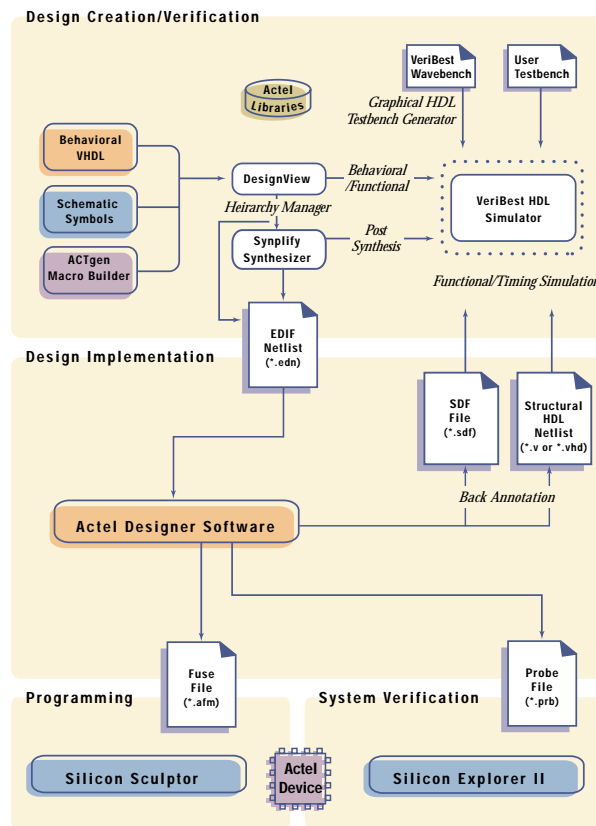 Design Creation/Verification
VeriBest
Wavebench
User
Testbench
Actel
Libraries
Graphical HDL
Testbench Generator
Behavioral
VHDL
DesignView
Behavioral
/Functional
VeriBest HDL
Simulator
Schematic
Symbols
Heirarchy Manager
Synplify
Synthesizer
Post
Synthesis
ACTgen
Macro Builder
Functional/Timing Simulation
EDIF
Netlist
(*.edn)
Design Implementation
SDF
File
(*.sdf)
Structural
HDL
Netlist
(*.v or *.vhd)
Back Annotation
Actel Designer Software
Fuse
File
(*.afm)
Probe
File
(*.prb)
Programming
System Verification
Silicon Sculptor
Actel
Device
Silicon Explorer II